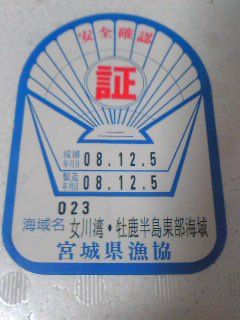 安全確認
証
採捕年月日 08.12.5
製造年月日 08.12.5
023
海域名 女川湾・牡鹿半島東部海域
宮城県漁協